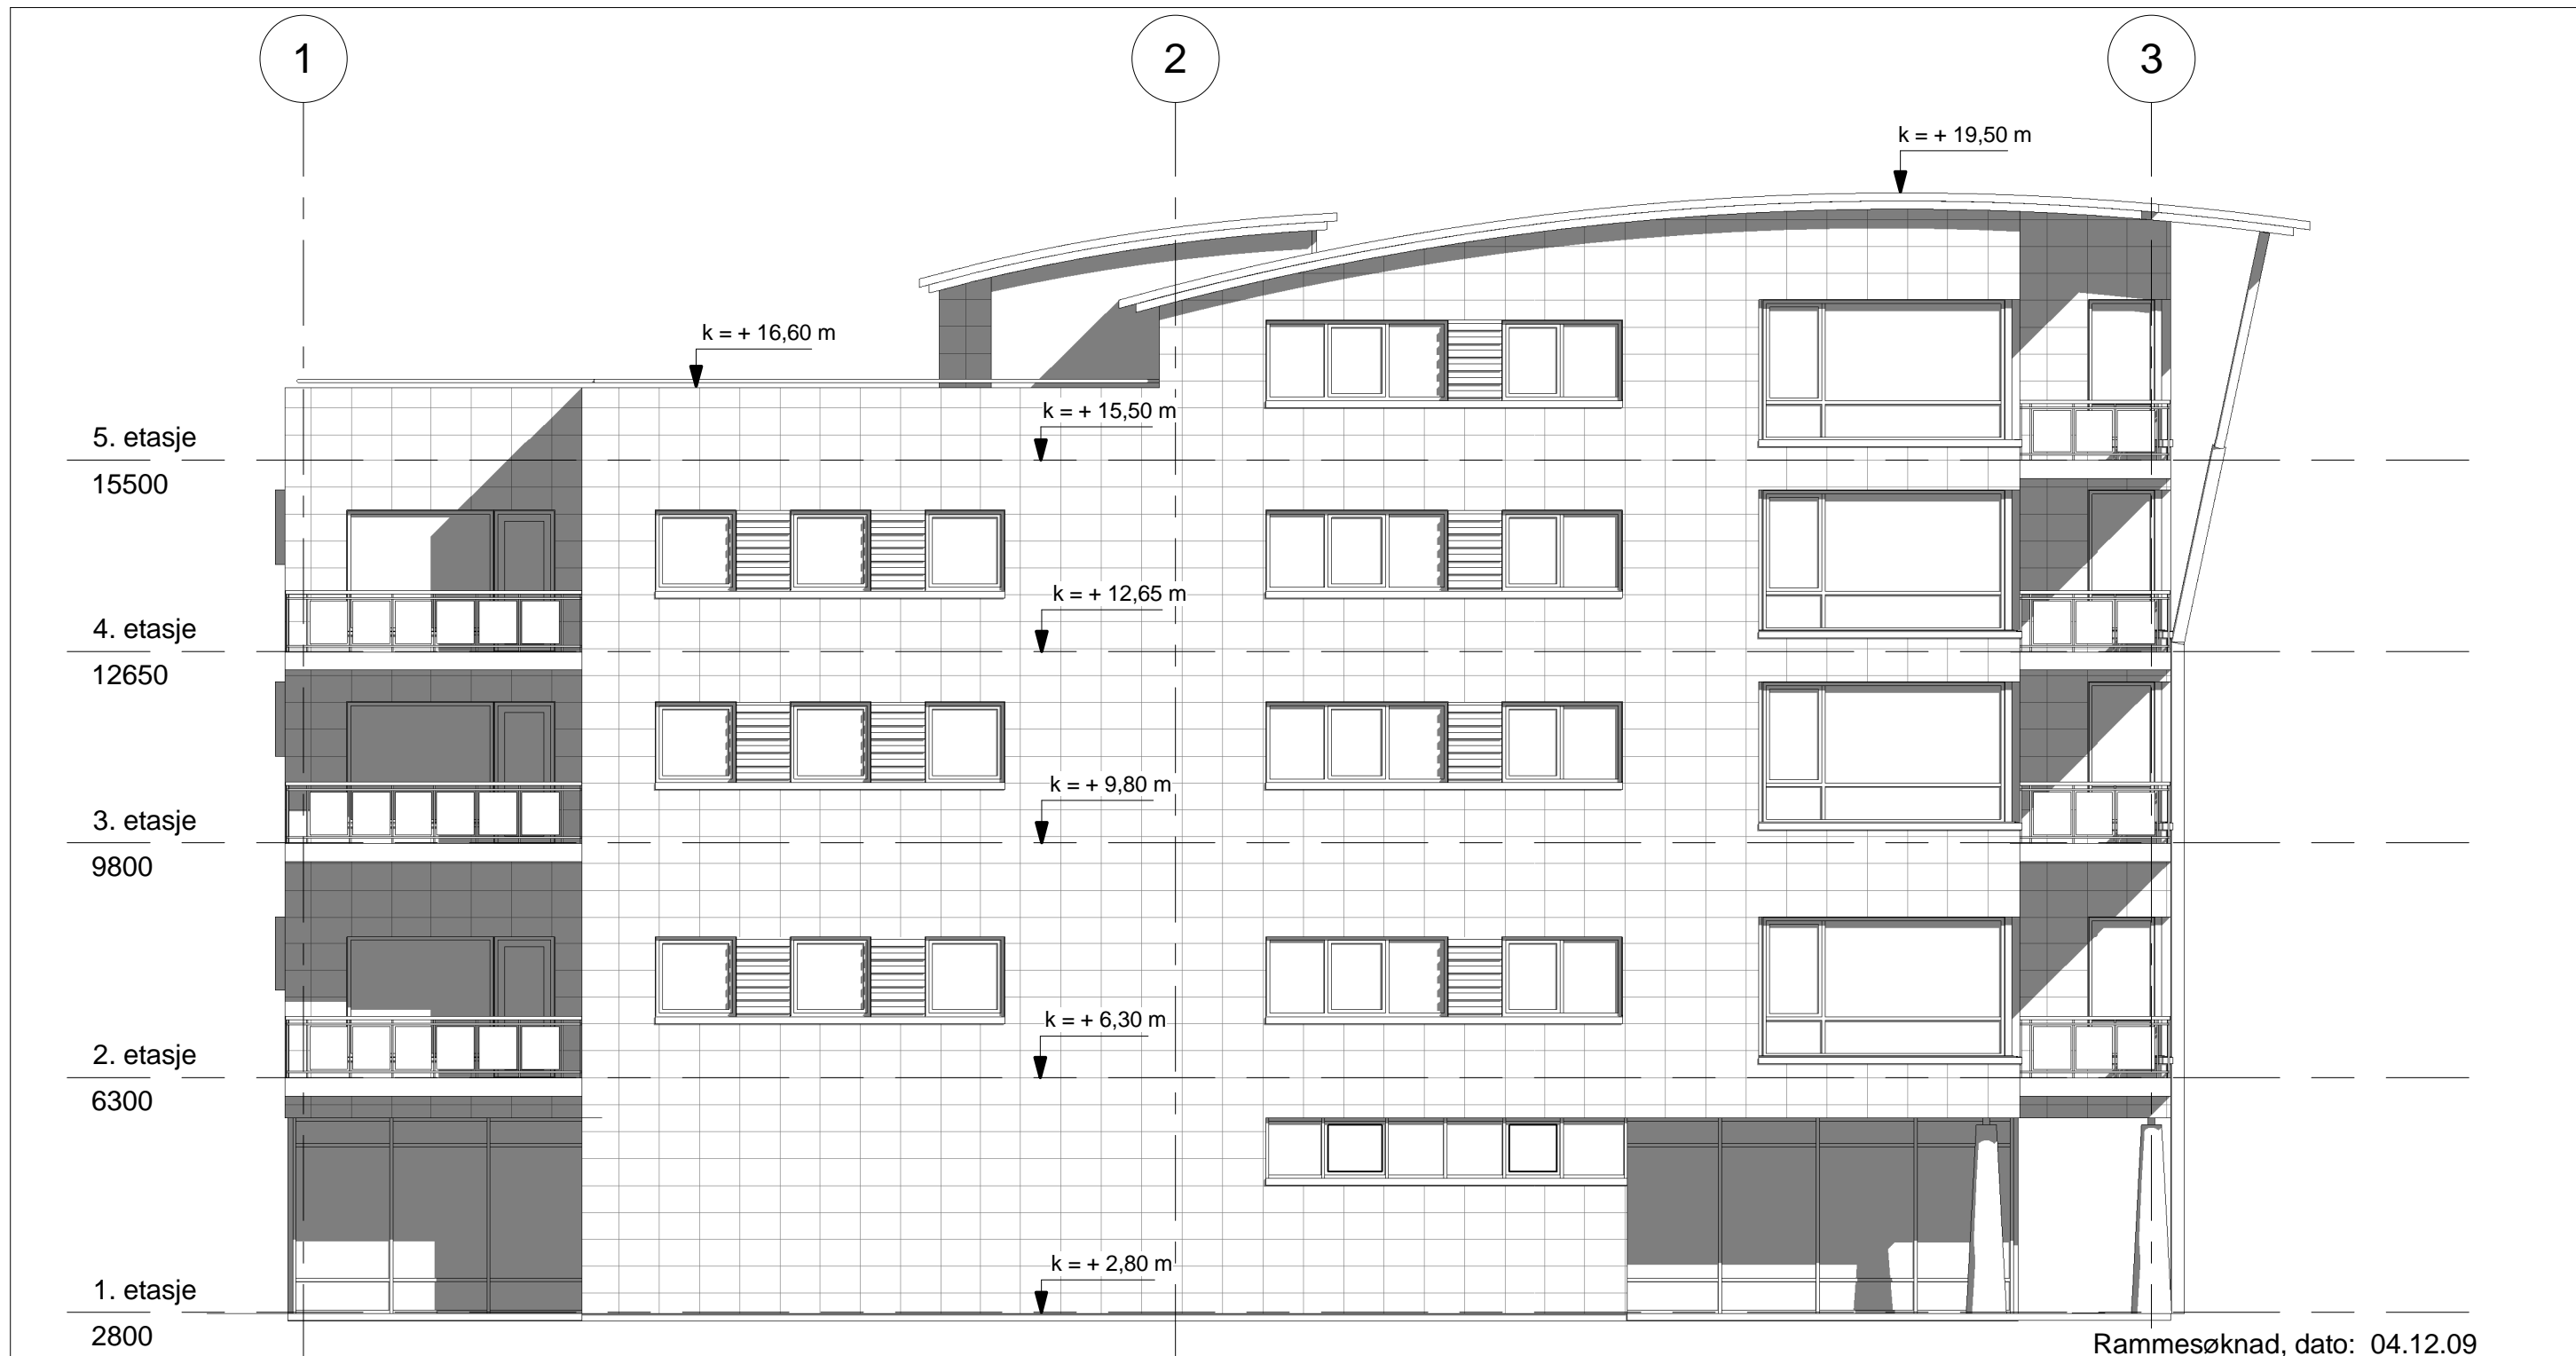 1
2
3
k = + 19,50 m
k = + 16,60 m
k = + 15,50 m
5. etasje
15500
k = + 12,65 m
4. etasje
12650
k = + 9,80 m
3. etasje
9800
k = + 6,30 m
2. etasje
6300
k = + 2,80 m
1. etasje
2800
Rammesøknad, dato: 04.12.09